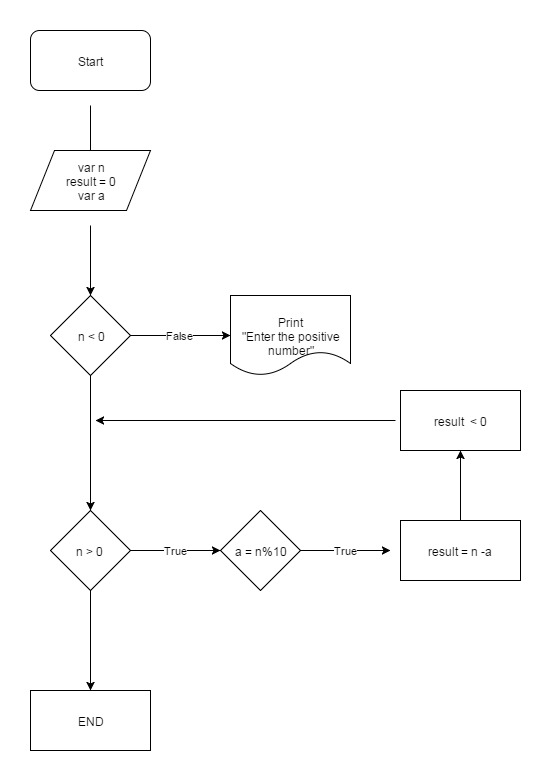 Start
var n
result = 0
var a
n < 0
False
Print
"Enter the positive
number"
result < 0
n > 0
True
a = n%10
True
result = n -a
END